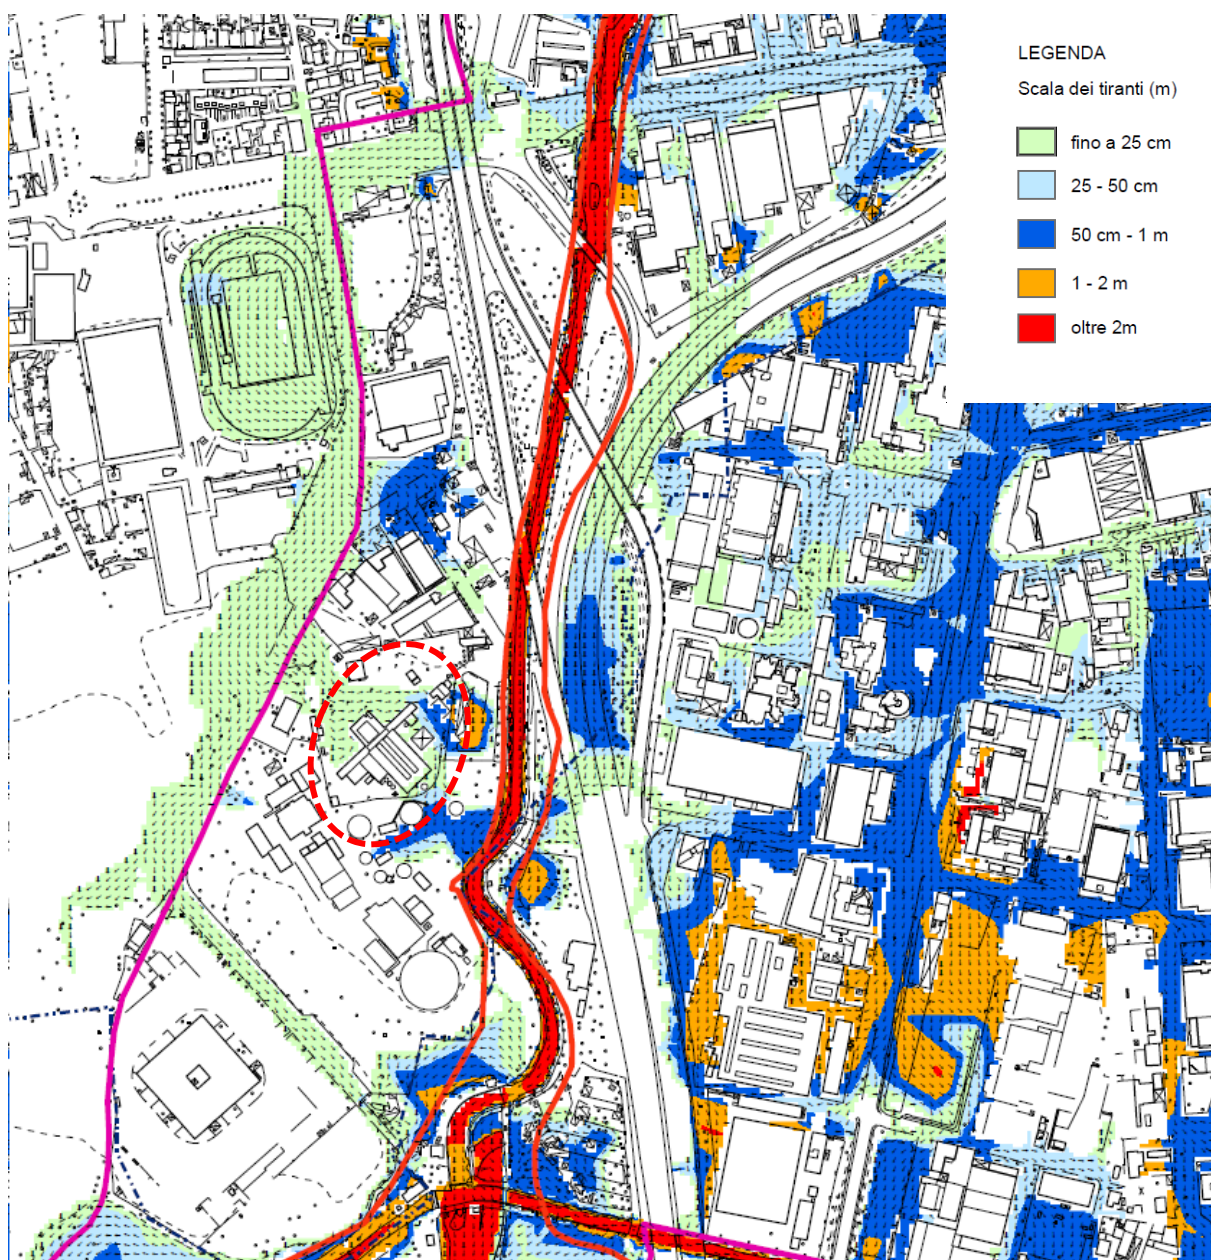 LEGENDA
Scala dei tiranti (m)
fino a 25 cm
25 - 50 cm
50 cm - 1 m
1 - 2 m
oltre 2m